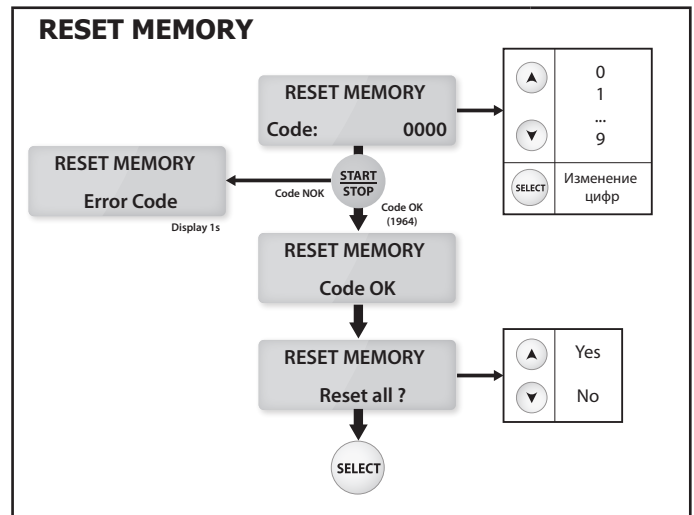 RESET MEMORY
RESET MEMORY
Code: 0000
0
1
...
9
SELECT
Изменение
цифр
RESET MEMORY
Error Code
Display 1s
Code NOK
START
STOP
Code OK
(1964)
RESET MEMORY
Code OK
RESET MEMORY
Reset all ?
Yes
No
SELECT